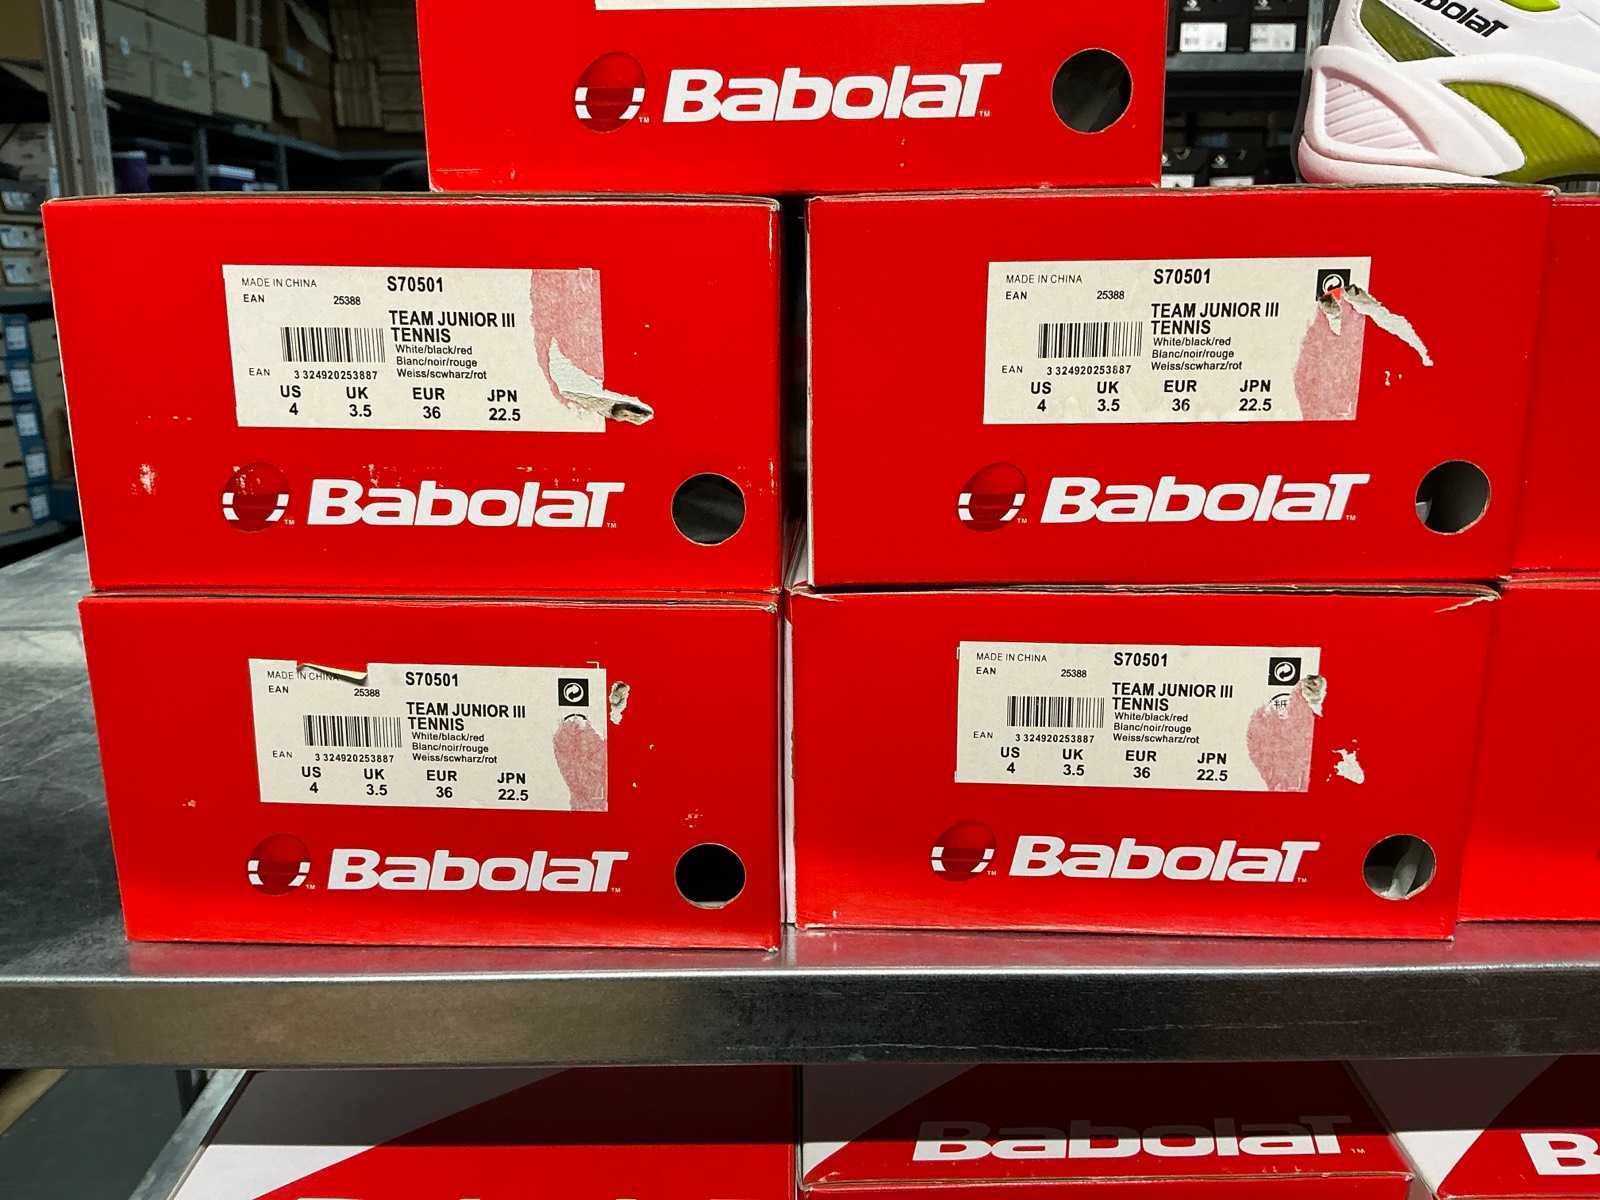 Babolat
Babolat
MADE IN CHINA S70501
EAN 25388
TEAM JUNIOR III
TENNIS
White/black/red
Blanc/noir/rouge
EAN 3 324920253887 Weiss/scwharz/rot
US UK EUR JPN
4 3.5 36 22.5
Babolat
MADE IN CHINA S70501
EAN 25388
TEAM JUNIOR III
TENNIS
White/black/red
Blanc/noir/rouge
EAN 3 324920253887 Weiss/scwharz/rot
US UK EUR JPN
4 3.5 36 22.5
Babolat
MADE IN CHINA S70501
EAN 25388
TEAM JUNIOR III
TENNIS
White/black/red
Blanc/noir/rouge
EAN 3 324920253887 Weiss/scwharz/rot
US UK EUR JPN
4 3.5 36 22.5
Babolat
MADE IN CHINA S70501
EAN 25388
TEAM JUNIOR III
TENNIS
White/black/red
Blanc/noir/rouge
EAN 3 324920253887 Weiss/scwharz/rot
US UK EUR JPN
4 3.5 36 22.5
Babolat
Babolat